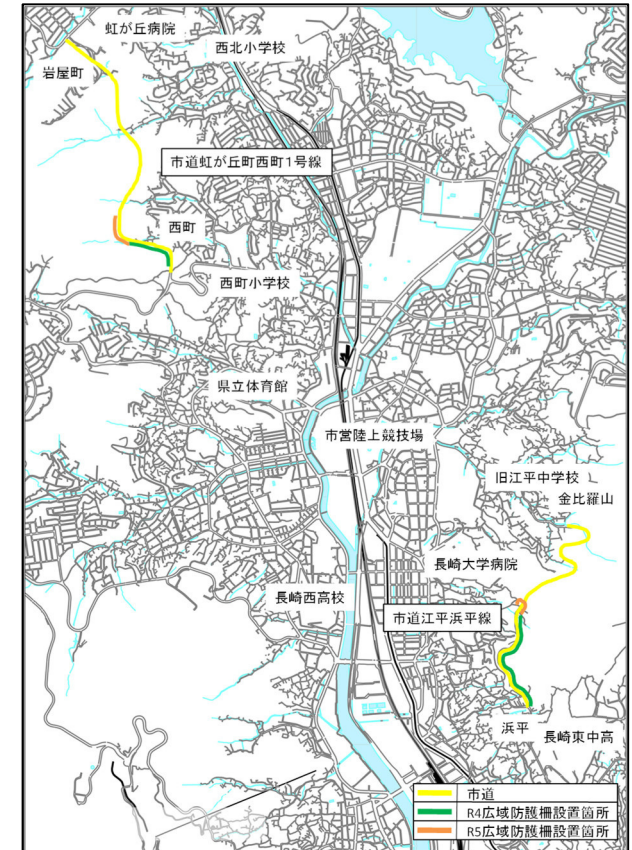 虹が丘病院
西北小学校
岩屋町
市道虹が丘町西町1号線
西町
西町小学校
県立体育館
市営陸上競技場
旧江平中学校
金比羅山
長崎大学病院
長崎西高校
市道江平浜平線
浜平
長崎東中高
市道
R4広域防護柵設置箇所
R5広域防護柵設置箇所